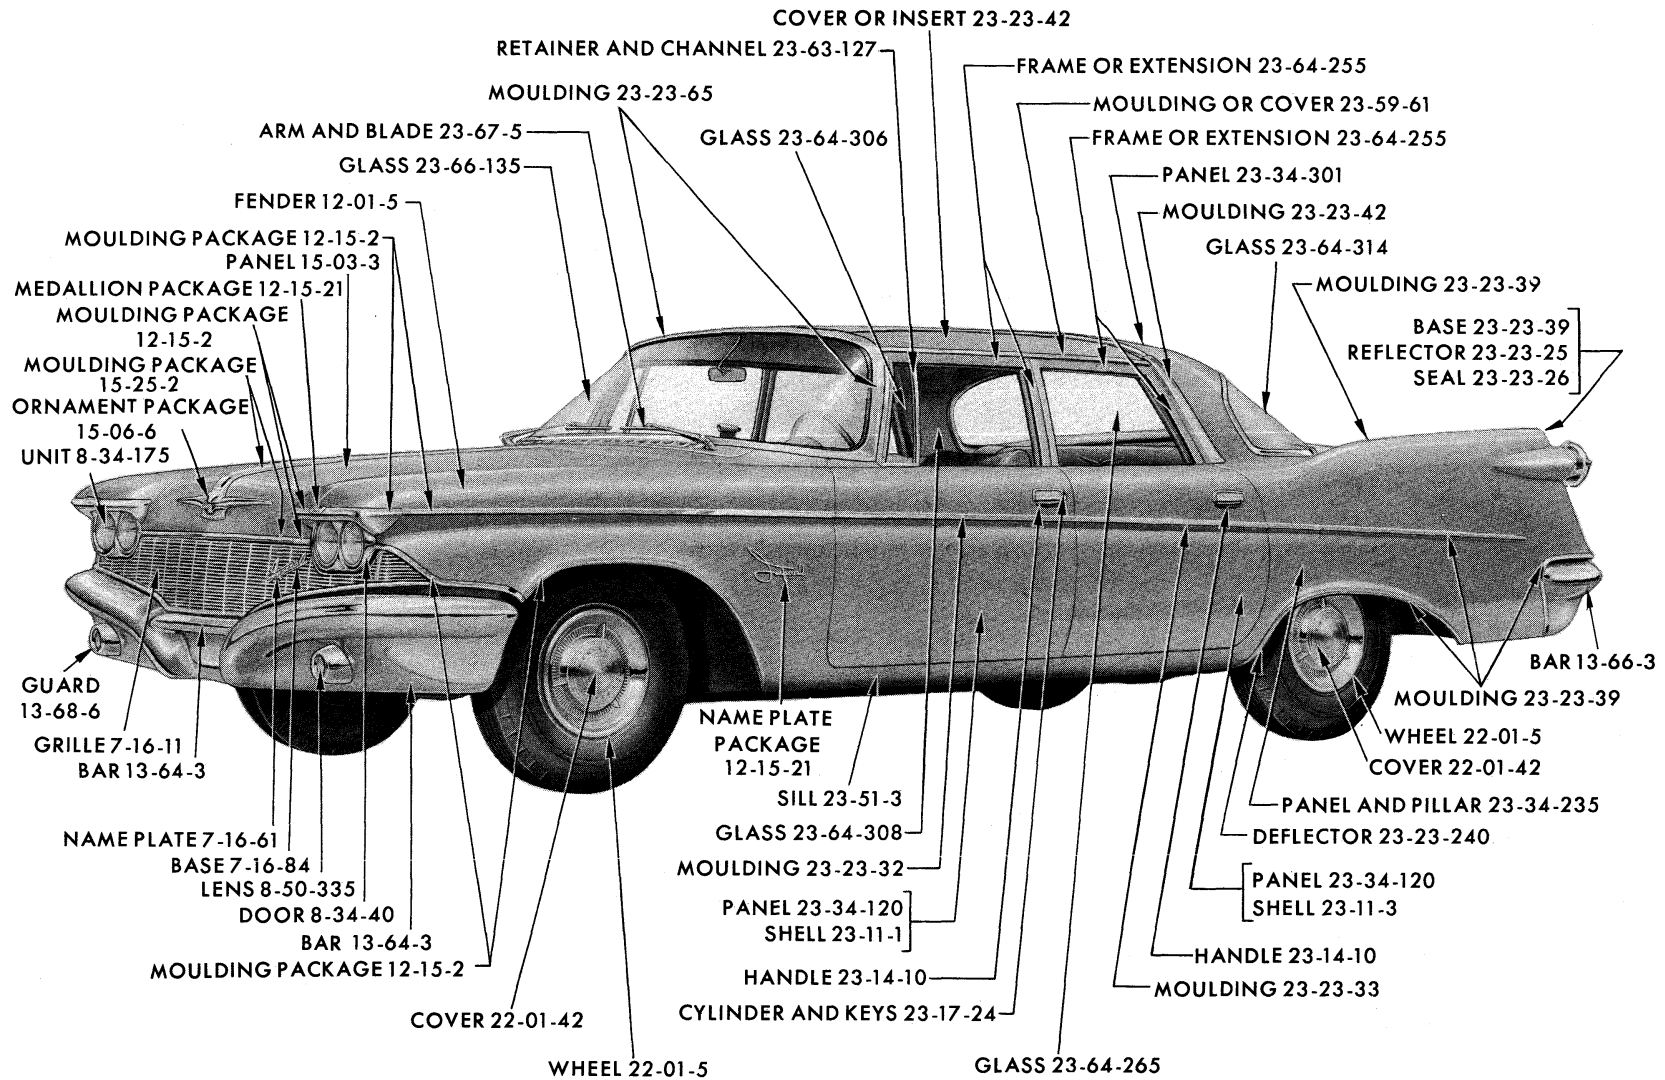 COVER OR INSERT 23-23-42
RETAINER AND CHANNEL 23-63-127
FRAME OR EXTENSION 23-64-255
MOULDING 23-23-65
MOULDING OR COVER 23-59-61
ARM AND BLADE 23-67-5
GLASS 23-64-306
FRAME OR EXTENSION 23-64-255
GLASS 23-66-135
PANEL 23-34-301
FENDER 12-01-5
MOULDING 23-23-42
MOULDING PACKAGE 12-15-2
GLASS 23-64-314
PANEL 15-03-3
MEDALLION PACKAGE 12-15-21
MOULDING 23-23-39
MOULDING PACKAGE
12-15-2
BASE 23-23-39
REFLECTOR 23-23-25
SEAL 23-23-26
MOULDING PACKAGE
15-25-2
ORNAMENT PACKAGE
15-06-6
UNIT 8-34-175
BAR 13-66-3
GUARD
13-68-6
MOULDING 23-23-39
NAME PLATE
PACKAGE
12-15-21
WHEEL 22-01-5
GRILLE 7-16-11
BAR 13-64-3
COVER 22-01-42
SILL 23-51-3
PANEL AND PILLAR 23-34-235
GLASS 23-64-308
DEFLECTOR 23-23-240
NAME PLATE 7-16-61
BASE 7-16-84
LENS 8-50-335
DOOR 8-34-40
BAR 13-64-3
MOULDING PACKAGE 12-15-2
MOULDING 23-23-32
PANEL 23-34-120
SHELL 23-11-3
PANEL 23-34-120
SHELL 23-11-1
HANDLE 23-14-10
HANDLE 23-14-10
MOULDING 23-23-33
CYLINDER AND KEYS 23-17-24
COVER 22-01-42
WHEEL 22-01-5
GLASS 23-64-265